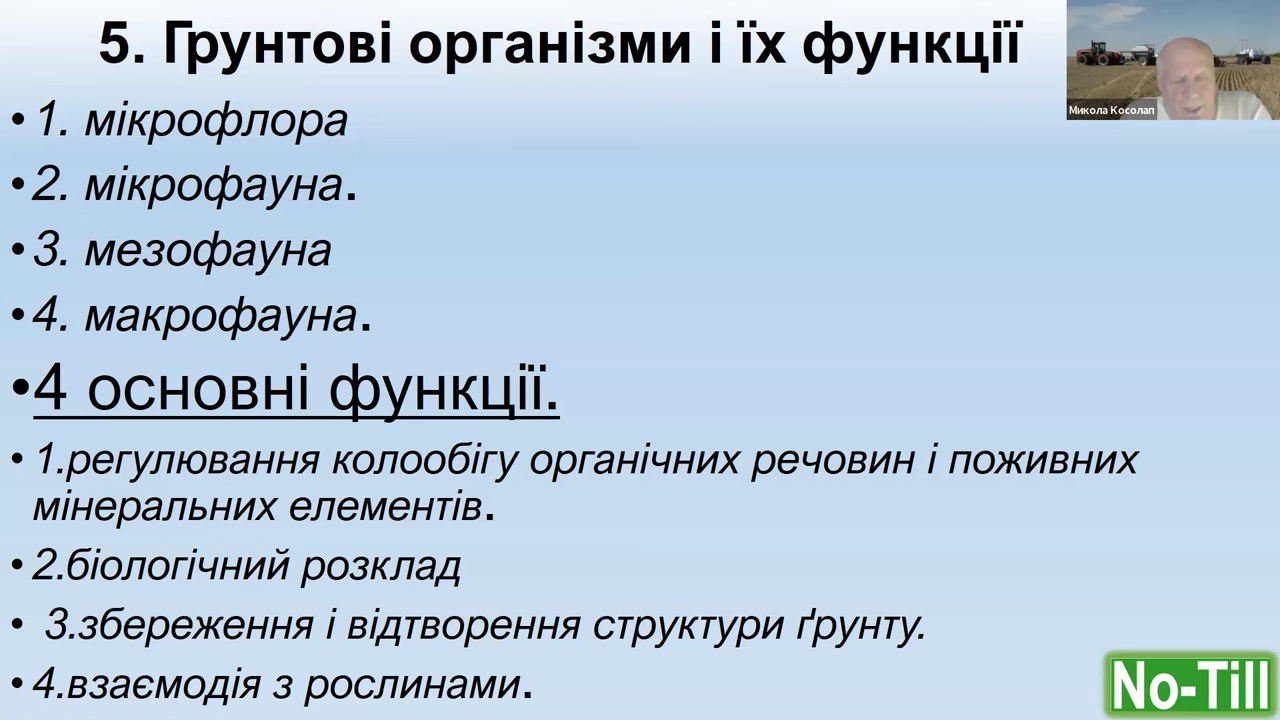 5. Грунтові організми і їх функції
Микола Косолап
• 1. мікрофлора
• 2. мікрофауна.
• 3. мезофауна
• 4. макрофауна.
• 4 основні функції.
• 1.регулювання колообігу органічних речовин і поживних
мінеральних елементів.
• 2.біологічний розклад
• 3.збереження і відтворення структури ґрунту.
• 4.взаємодія з рослинами.
No-Till